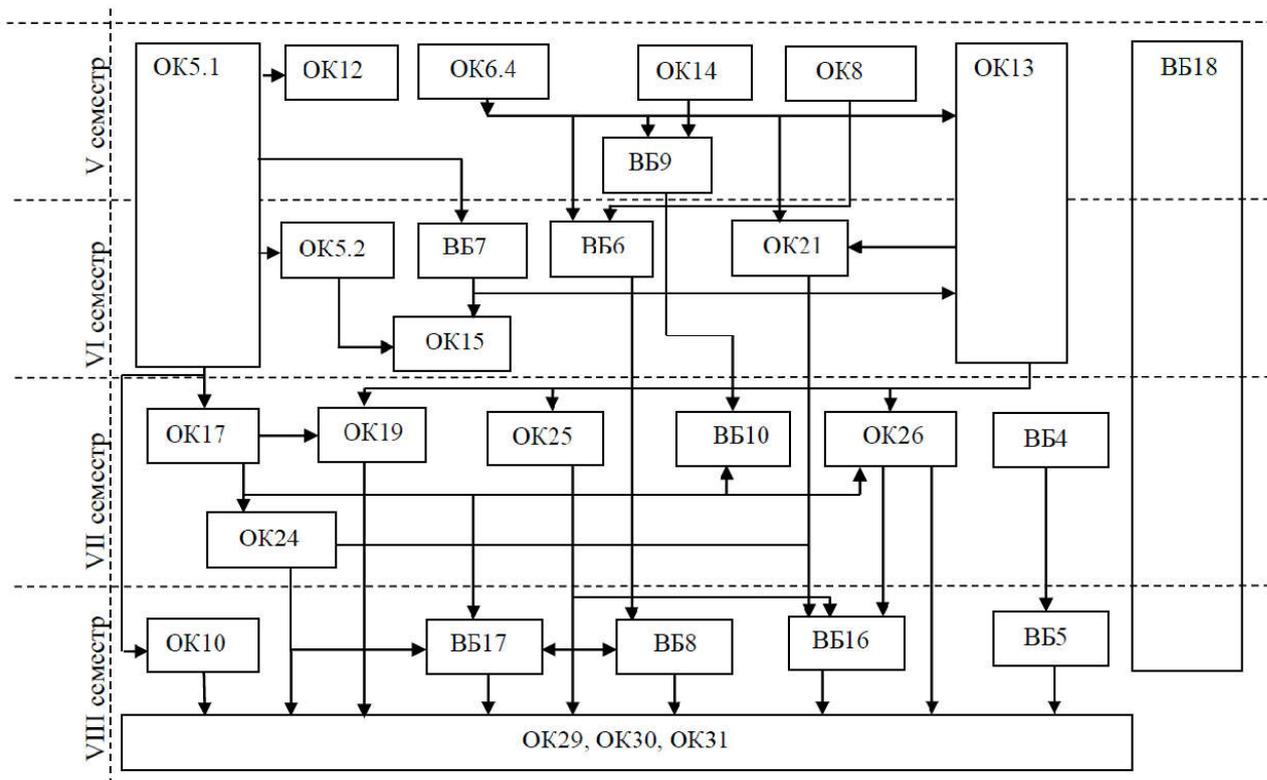 V семестр
ОК5.1
ОК12
ОК6.4
ОК14
ОК8
ОК13
ВБ18
ВБ9
VI семестр
ОК5.2
ВБ7
ВБ6
ОК21
ОК15
VII семестр
ОК17
ОК19
ОК25
ВБ10
ОК26
ВБ4
ОК24
VIII семестр
ОК10
ВБ17
ВБ8
ВБ16
ВБ5
ОК29, ОК30, ОК31